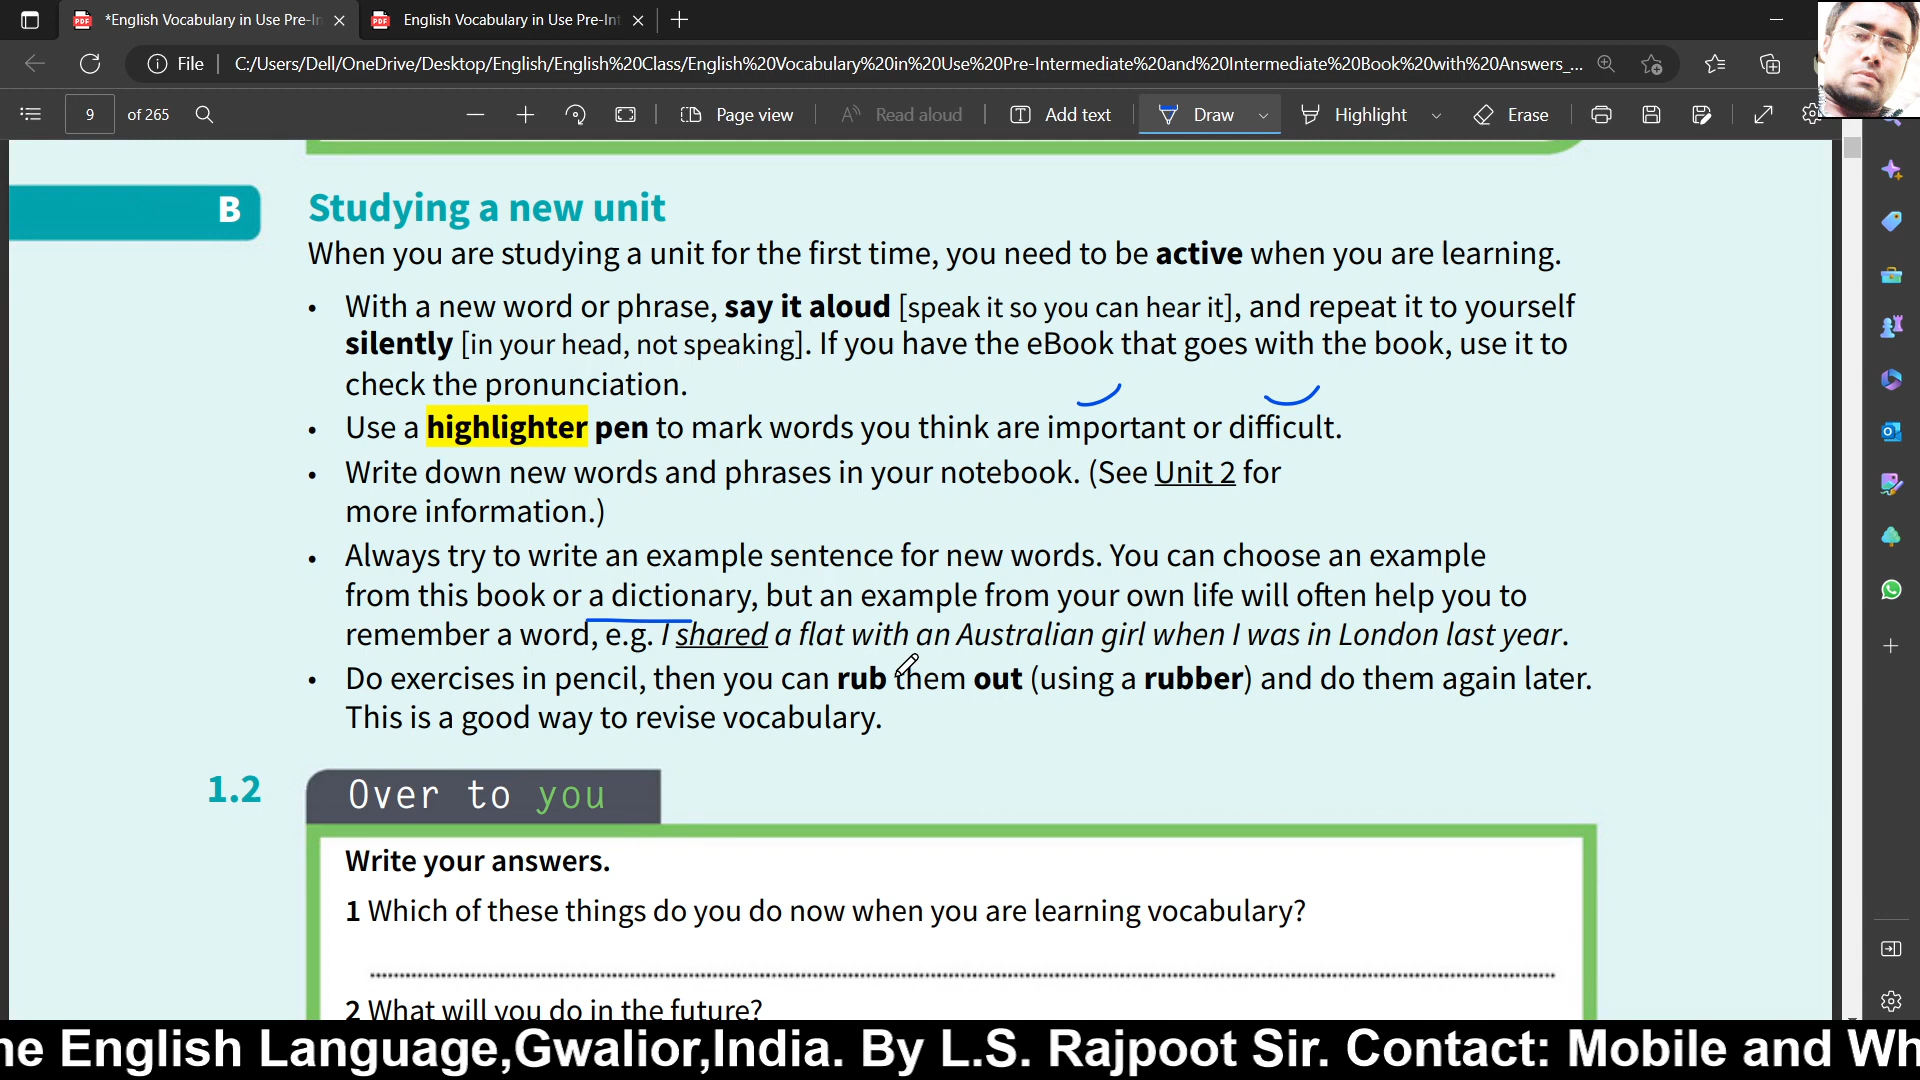 *English Vocabulary in Use Pre-In
English Vocabulary in Use Pre-Int
File
C:/Users/Dell/OneDrive/Desktop/English/English%20Class/English%20Vocabulary%20in%20Use%20Pre-Intermediate%20and%20Intermediate%20Book%20with%20Answers_...
9 of 265
Page view
Read aloud
Add text
Draw
Highlight
Erase
B
Studying a new unit
When you are studying a unit for the first time, you need to be active when you are learning.
• With a new word or phrase, say it aloud [speak it so you can hear it], and repeat it to yourself
silently [in your head, not speaking]. If you have the eBook that goes with the book, use it to
check the pronunciation.
• Use a highlighter pen to mark words you think are important or difficult.
• Write down new words and phrases in your notebook. (See Unit 2 for
more information.)
• Always try to write an example sentence for new words. You can choose an example
from this book or a dictionary, but an example from your own life will often help you to
remember a word, e.g. I shared a flat with an Australian girl when I was in London last year.
• Do exercises in pencil, then you can rub them out (using a rubber) and do them again later.
This is a good way to revise vocabulary.
1.2
Over to you
Write your answers.
1 Which of these things do you do now when you are learning vocabulary?
2 What will you do in the future?
he English Language,Gwalior,India. By L.S. Rajpoot Sir. Contact: Mobile and Wh